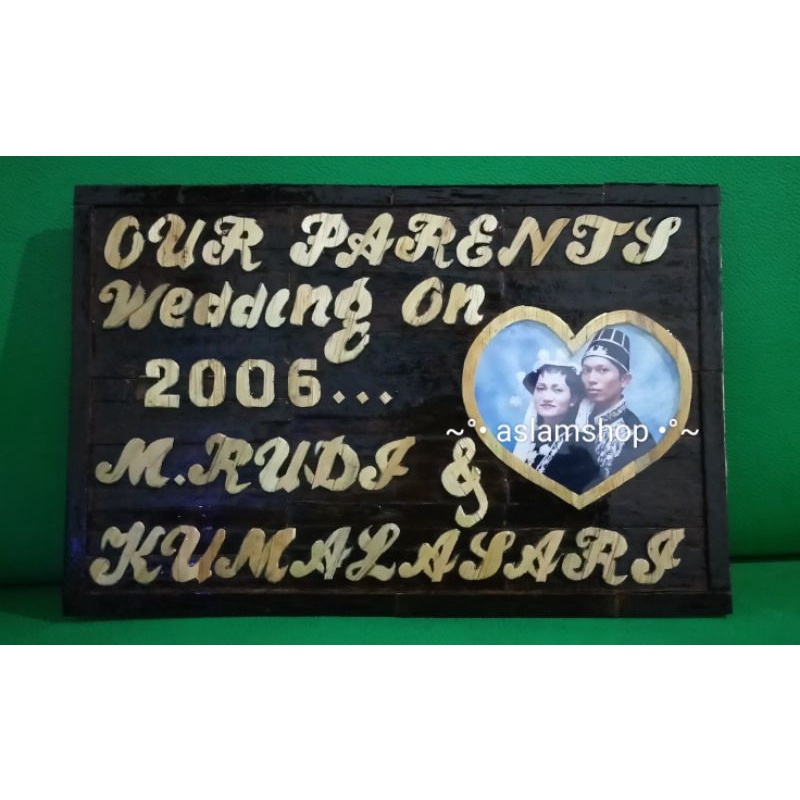 OUR PARENTS
Wedding On
2006...
M.RUDI &
KUMALASARI
~°• aslamshop •°~